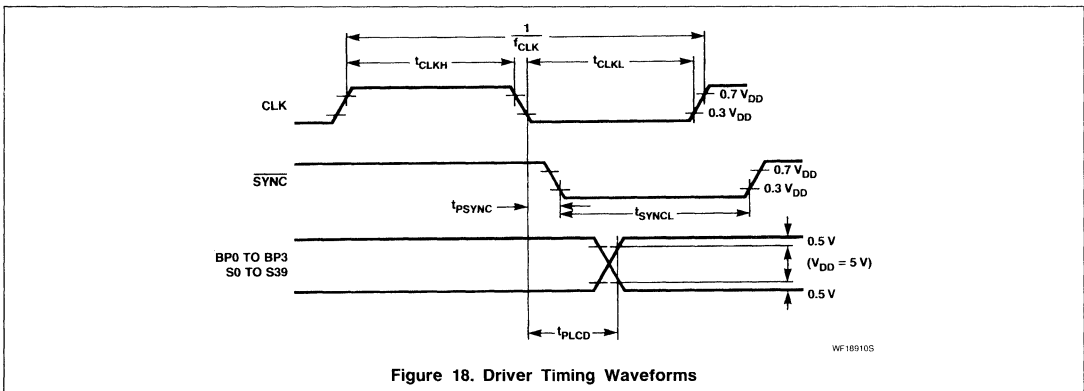 1
fCLK
tCLKH
tCLKL
CLK
0.7 VDD
0.3 VDD
SYNC
0.7 VDD
0.3 VDD
tPSYNC
tSYNCL
BP0 TO BP3
S0 TO S39
0.5 V
(VDD = 5 V)
0.5 V
tPLCD
WF18910S
Figure 18. Driver Timing Waveforms